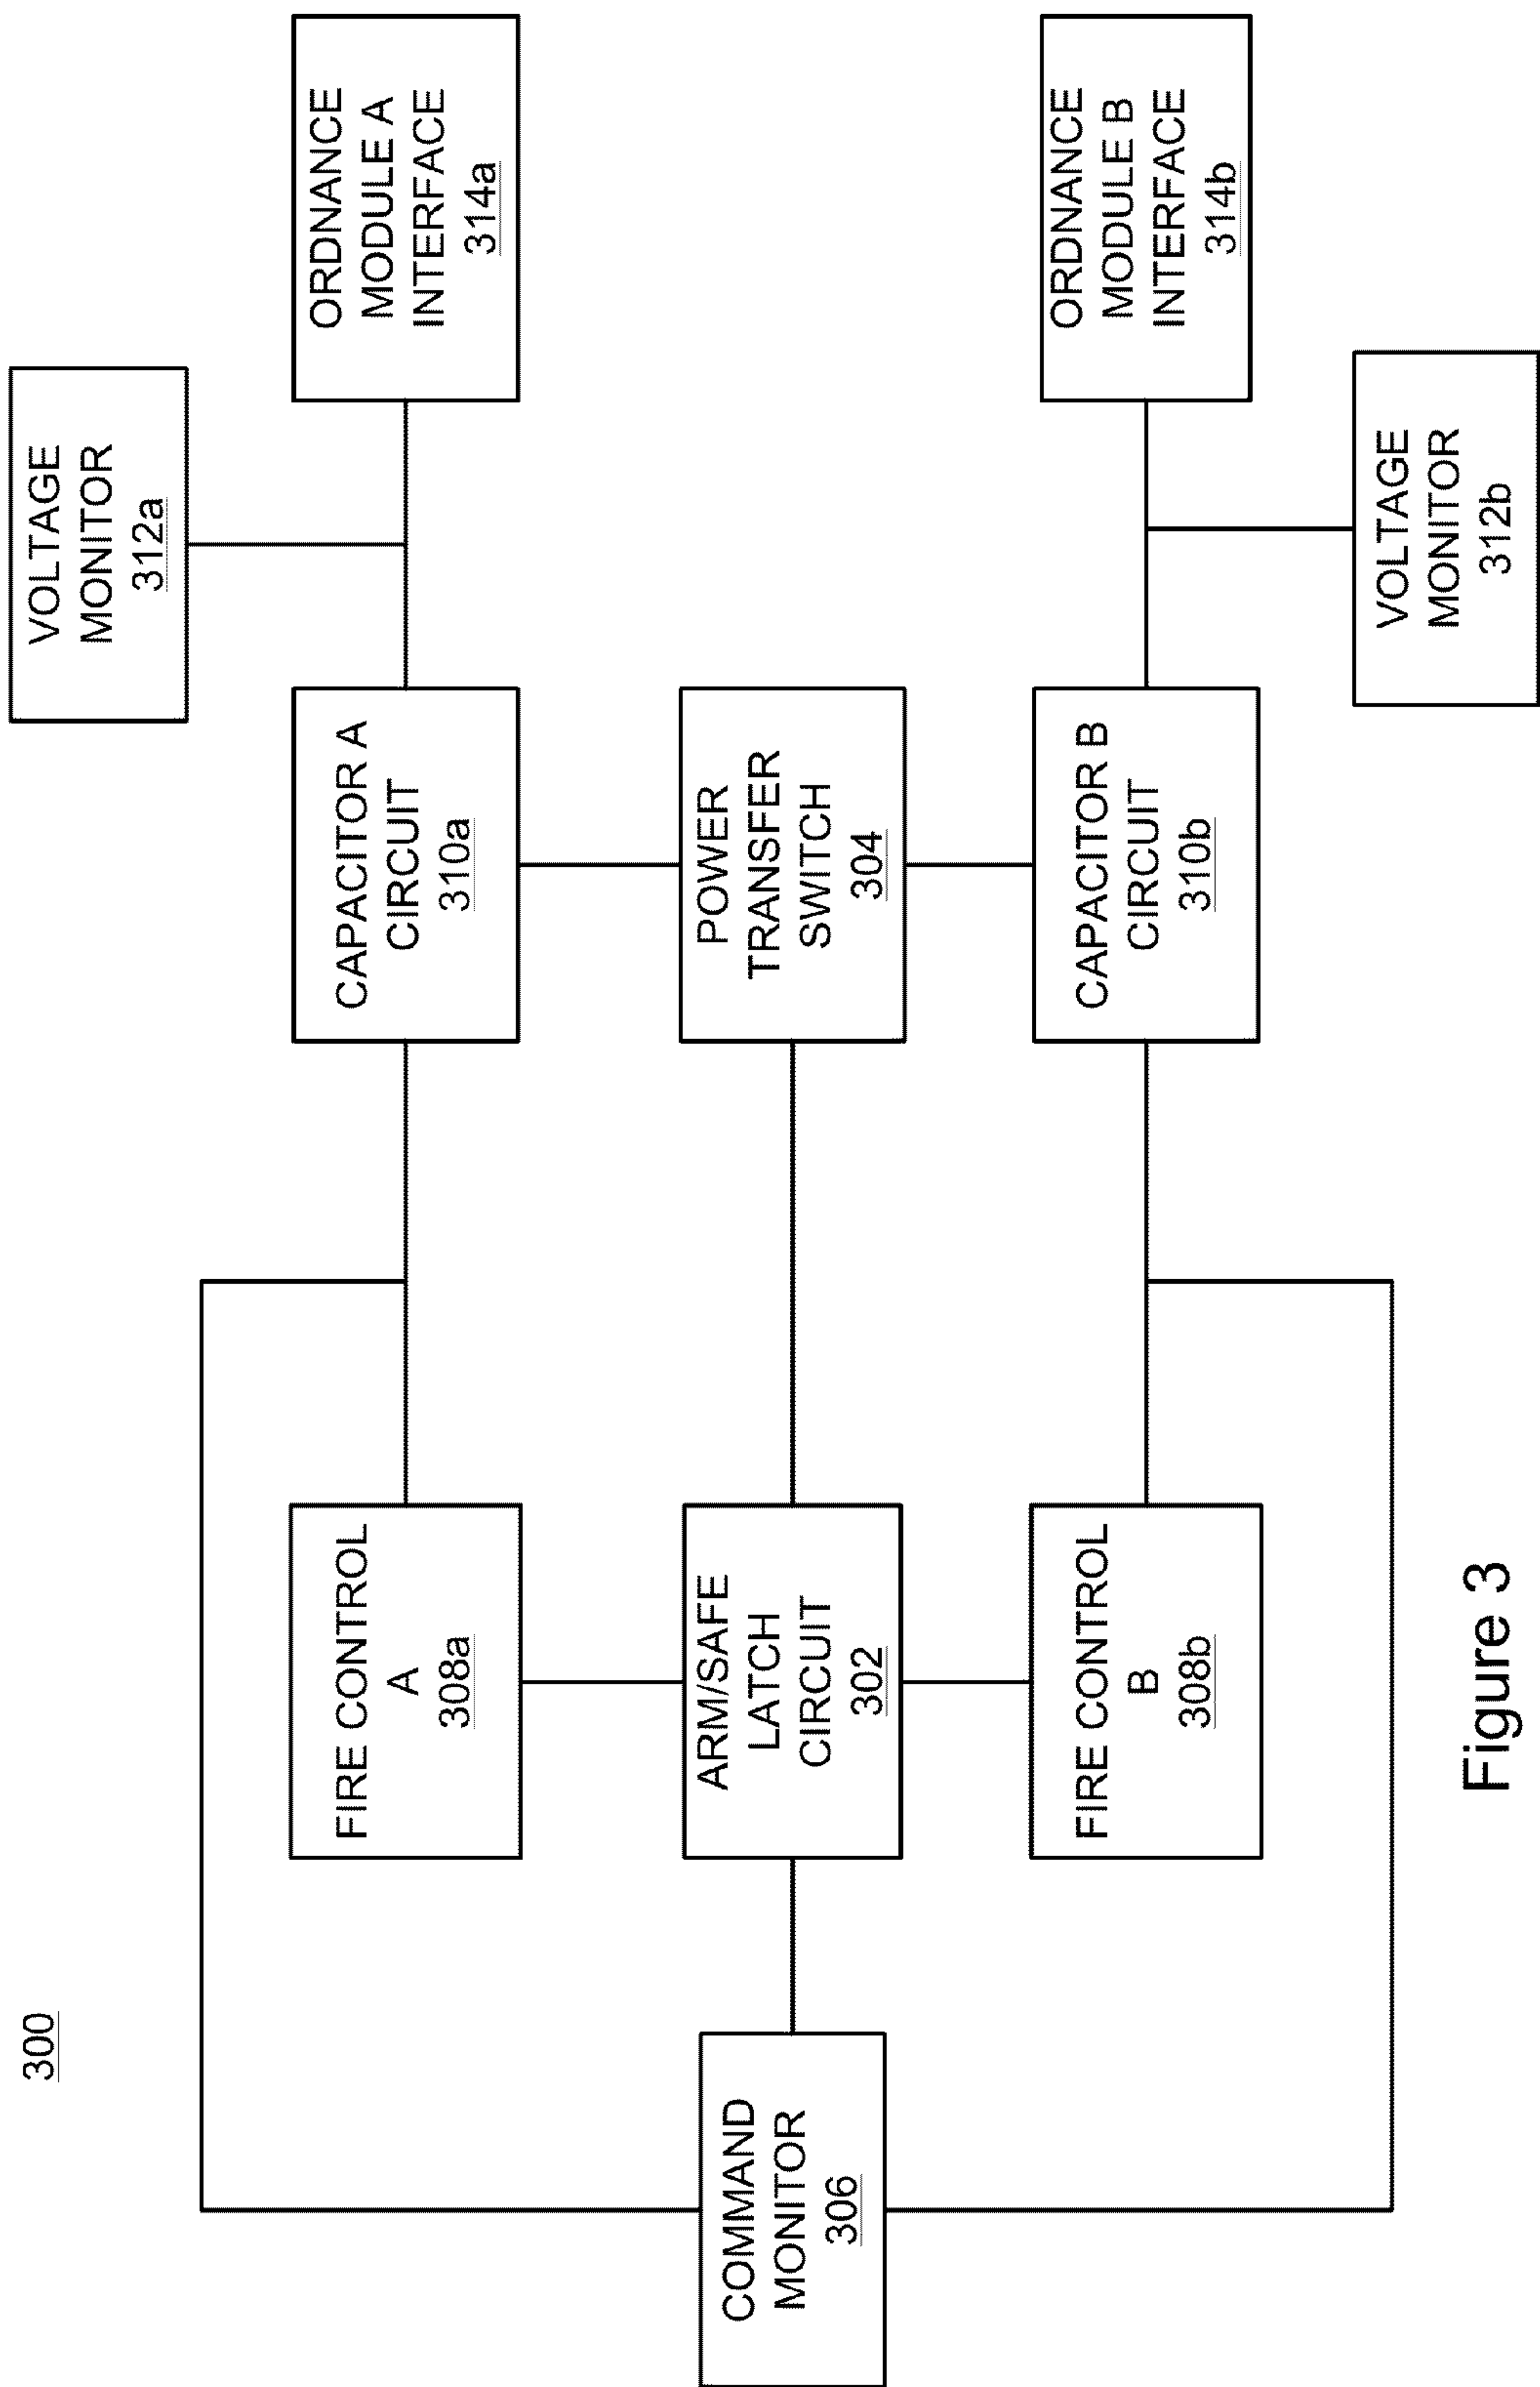 300
VOLTAGE
MONITOR
312a
FIRE CONTROL
A
308a
CAPACITOR A
CIRCUIT
310a
ORDNANCE
MODULE A
INTERFACE
314a
COMMAND
MONITOR
306
ARM/SAFE
LATCH
CIRCUIT
302
POWER
TRANSFER
SWITCH
304
FIRE CONTROL
B
308b
CAPACITOR B
CIRCUIT
310b
ORDNANCE
MODULE B
INTERFACE
314b
VOLTAGE
MONITOR
312b
Figure 3